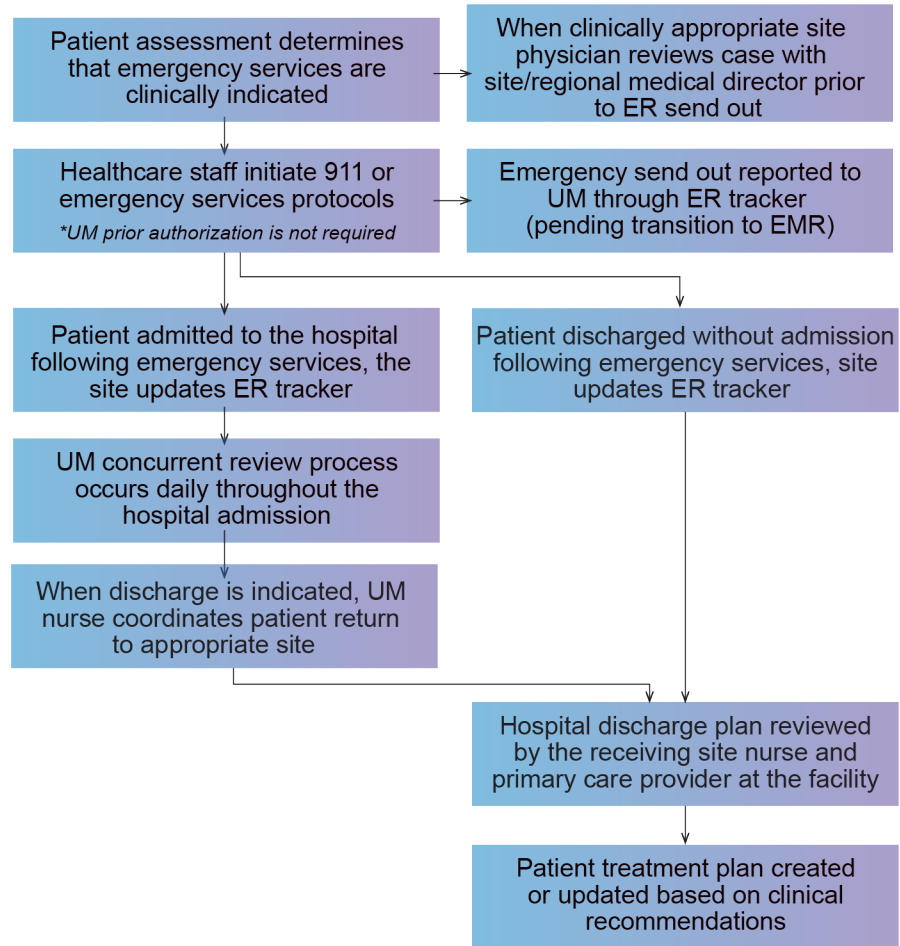 Patient assessment determines
that emergency services are
clinically indicated
When clinically appropriate site
physician reviews case with
site/regional medical director prior
to ER send out
Healthcare staff initiate 911 or
emergency services protocols
*UM prior authorization is not required
Emergency send out reported to
UM through ER tracker
(pending transition to EMR)
Patient admitted to the hospital
following emergency services, the
site updates ER tracker
Patient discharged without admission
following emergency services, site
updates ER tracker
UM concurrent review process
occurs daily throughout the
hospital admission
When discharge is indicated, UM
nurse coordinates patient return
to appropriate site
Hospital discharge plan reviewed
by the receiving site nurse and
primary care provider at the facility
Patient treatment plan created
or updated based on clinical
recommendations